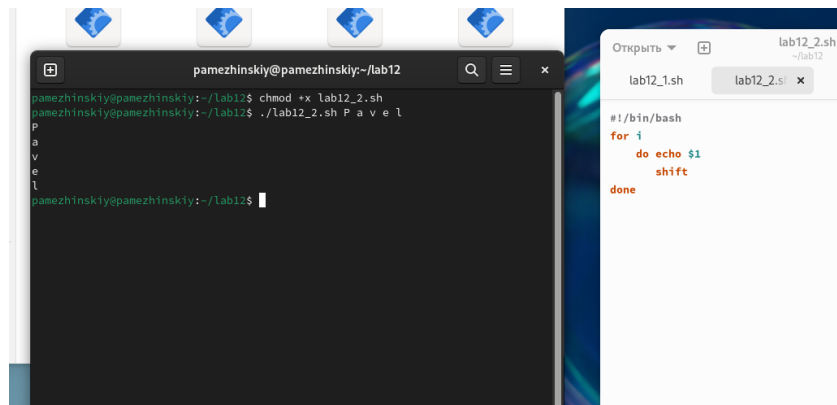 pamezhinskiy@pamezhinskiy:~/lab12
pamezhinskiy@pamezhinskiy:~/lab12$ chmod +x lab12_2.sh
pamezhinskiy@pamezhinskiy:~/lab12$ ./lab12_2.sh P a v e l
P
a
v
e
l
pamezhinskiy@pamezhinskiy:~/lab12$
Открыть
lab12_2.sh
~/lab12
lab12_1.sh
lab12_2.sh
#!/bin/bash
for i
do echo $1
shift
done